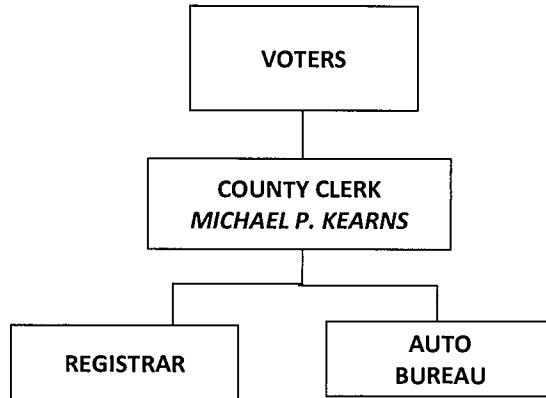 VOTERS
COUNTY CLERK
MICHAEL P. KEARNS
REGISTRAR
AUTO
BUREAU